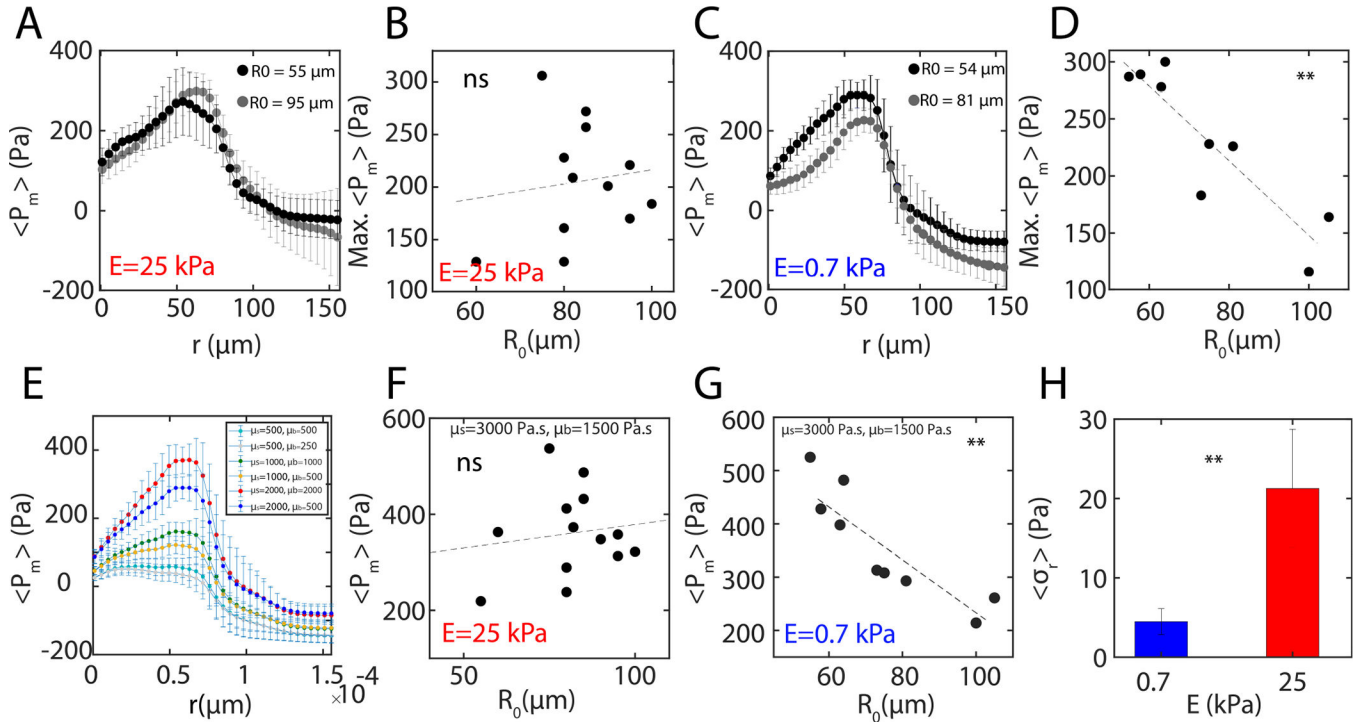 A
400
200
0
-200
<Pm> (Pa)
R0 = 55 μm
R0 = 95 μm
E=25 kPa
0
50
100
150
r (μm)
B
300
250
200
150
100
Max. <Pm> (Pa)
ns
E=25 kPa
60
80
100
R0(μm)
C
400
200
0
-200
<Pm> (Pa)
R0 = 54 μm
R0 = 81 μm
E=0.7 kPa
0
50
100
150
r (μm)
D
300
250
200
150
100
Max. <Pm> (Pa)
**
60
80
100
R0(μm)
E
400
200
0
-200
<Pm> (Pa)
μs=500, μb=500
μs=500, μb=250
μs=1000, μb=1000
μs=1000, μb=500
μs=2000, μb=2000
μs=2000, μb=500
0
0.5
1
1.5
×10
-4
r(μm)
F
600
400
200
<Pm> (Pa)
μs=3000 Pa.s, μb=1500 Pa.s
ns
E=25 kPa
50
100
R0(μm)
G
600
500
400
300
200
<Pm> (Pa)
μs=3000 Pa.s, μb=1500 Pa.s
**
E=0.7 kPa
60
80
100
R0(μm)
H
30
20
10
0
<σr> (Pa)
**
0.7
25
E (kPa)